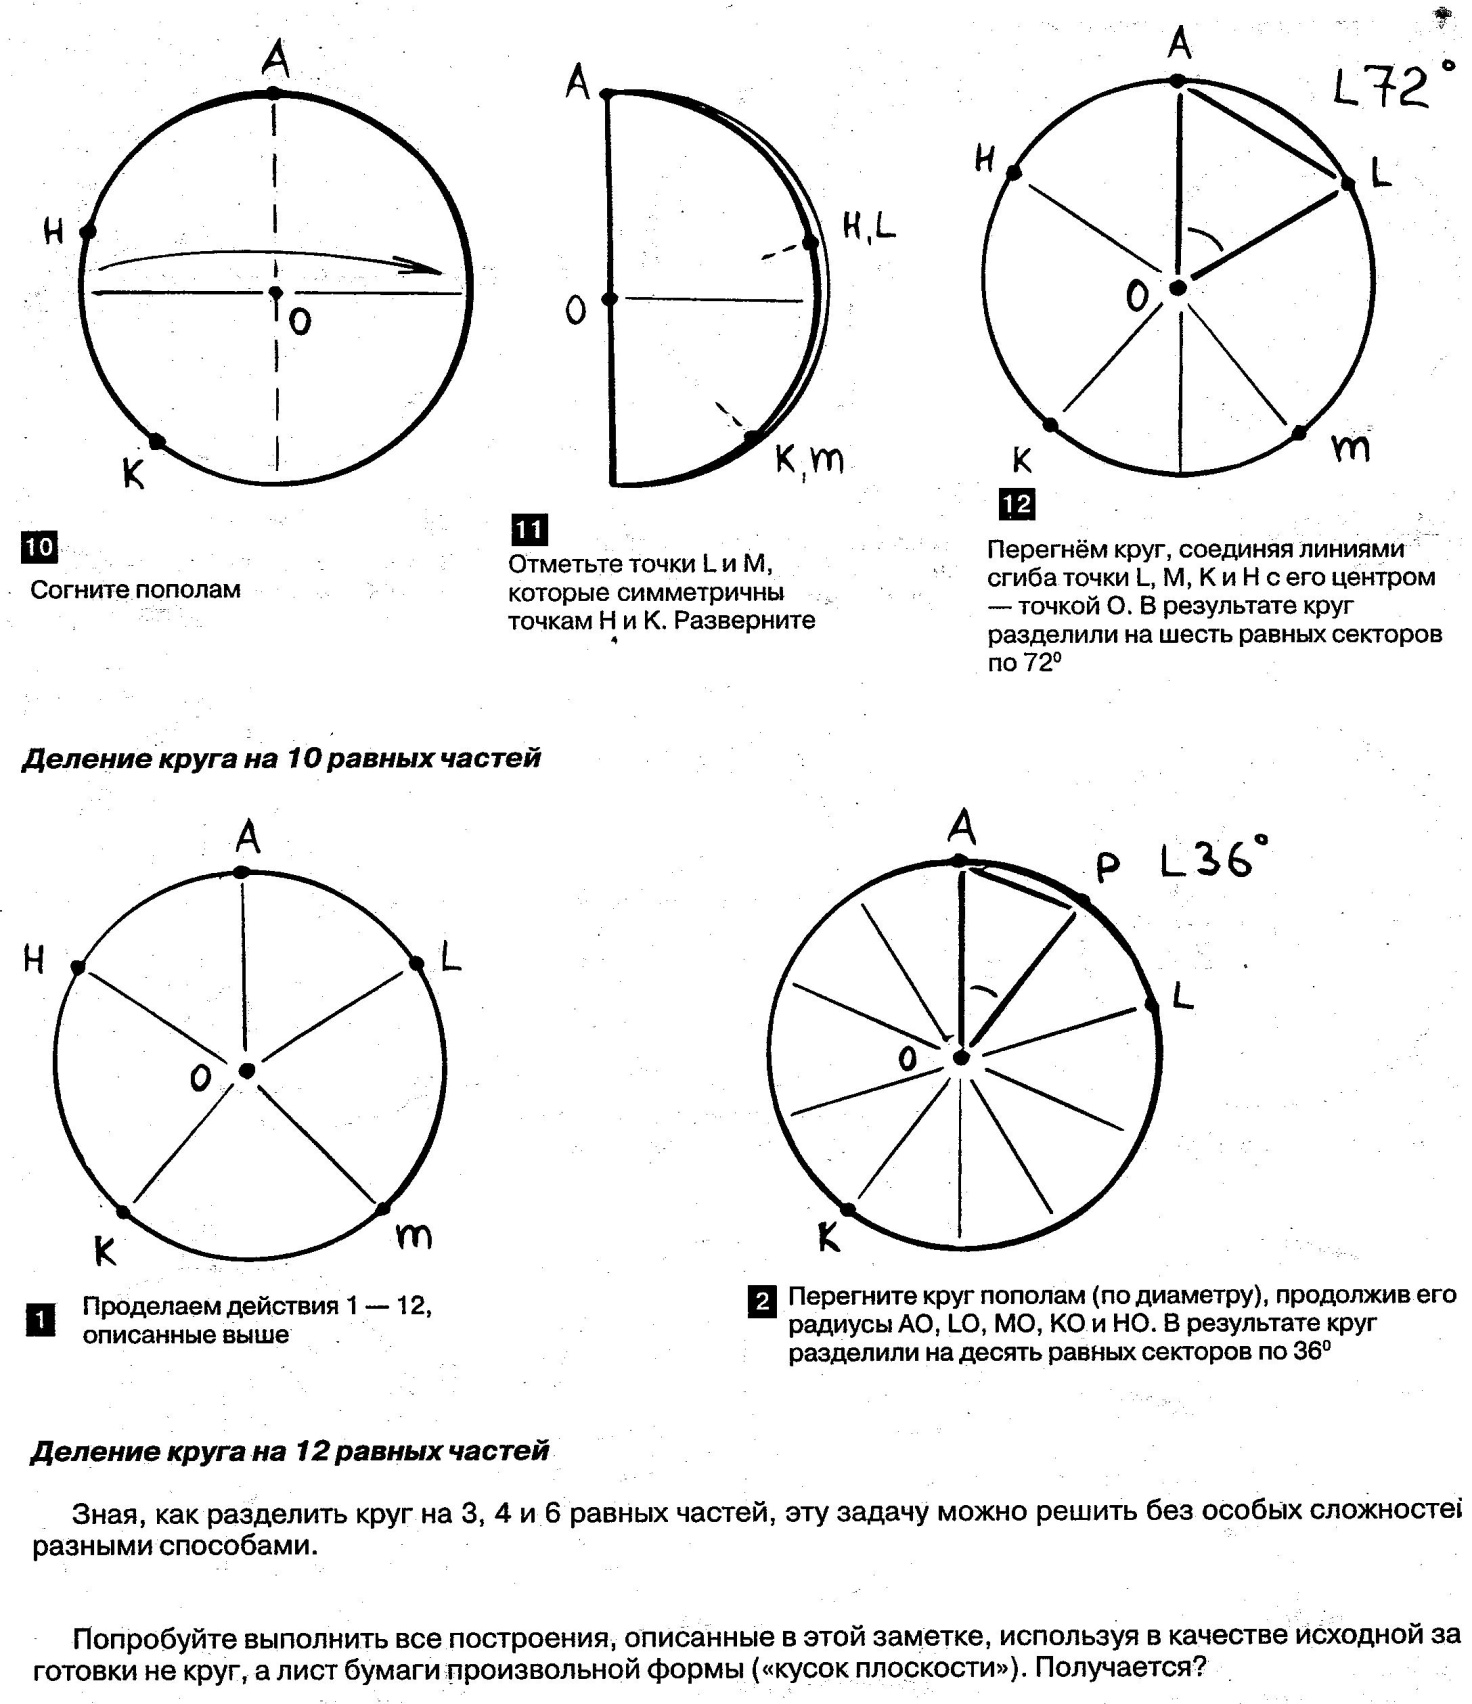 A
H
O
K
A
H, L
O
K, m
A
L72°
H
L
O
K
m
10
Согните пополам
11
Отметьте точки L и M,
которые симметричны
точкам H и K. Разверните
12
Перегнём круг, соединяя линиями
сгиба точки L, M, K и H с его центром
— точкой О. В результате круг
разделили на шесть равных секторов
по 72⁰
Деление круга на 10 равных частей
A
H
L
O
K
m
A
P L36°
L
O
K
1
Проделаем действия 1 — 12,
описанные выше
2
Перегните круг пополам (по диаметру), продолжив его
радиусы AO, LO, MO, KO и HO. В результате круг
разделили на десять равных секторов по 36⁰
Деление круга на 12 равных частей
Зная, как разделить круг на 3, 4 и 6 равных частей, эту задачу можно решить без особых сложностей
разными способами.
Попробуйте выполнить все построения, описанные в этой заметке, используя в качестве исходной за
готовки не круг, а лист бумаги произвольной формы («кусок плоскости»). Получается?